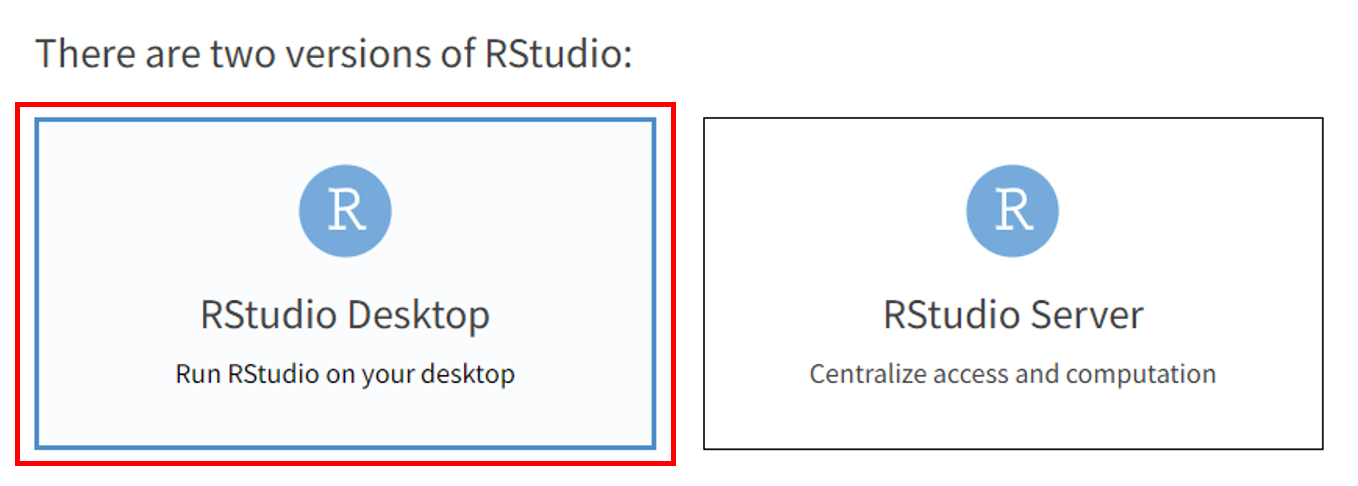 There are two versions of RStudio:
R
RStudio Desktop
Run RStudio on your desktop
R
RStudio Server
Centralize access and computation